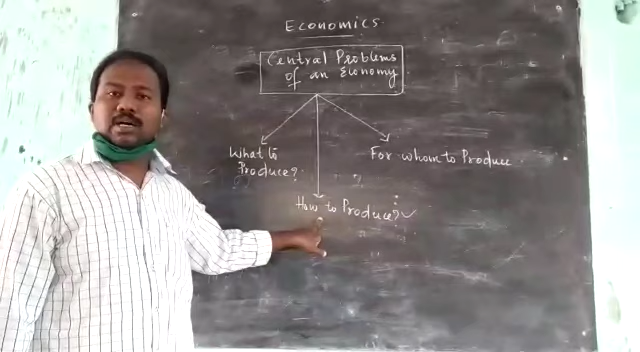 Economics
Central Problems
of an Economy
What to
Produce?
For whom to Produce
How to Produce?